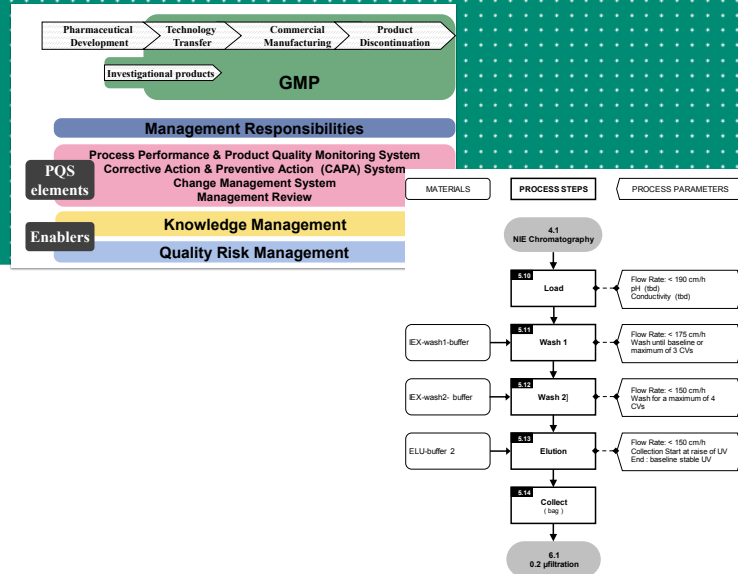 Pharmaceutical
Development
Technology
Transfer
Commercial
Manufacturing
Product
Discontinuation
Investigational products
GMP
Management Responsibilities
PQS
elements
Process Performance & Product Quality Monitoring System
Corrective Action & Preventive Action (CAPA) System
Change Management System
Management Review
Enablers
Knowledge Management
Quality Risk Management
MATERIALS
PROCESS STEPS
PROCESS PARAMETERS
4.1
NIE Chromatography
5.10
Load
Flow Rate: < 190 cm/h
pH (tbd)
Conductivity (tbd)
IEX-wash1-buffer
5.11
Wash 1
Flow Rate: < 175 cm/h
Wash until baseline or
maximum of 3 CVs
IEX-wash2- buffer
5.12
Wash 2]
Flow Rate: < 150 cm/h
Wash for a maximum of 4
CVs
ELU-buffer 2
5.13
Elution
Flow Rate: < 150 cm/h
Collection Start at raise of UV
End : baseline stable UV
5.14
Collect
( bag )
6.1
0.2 µfiltration